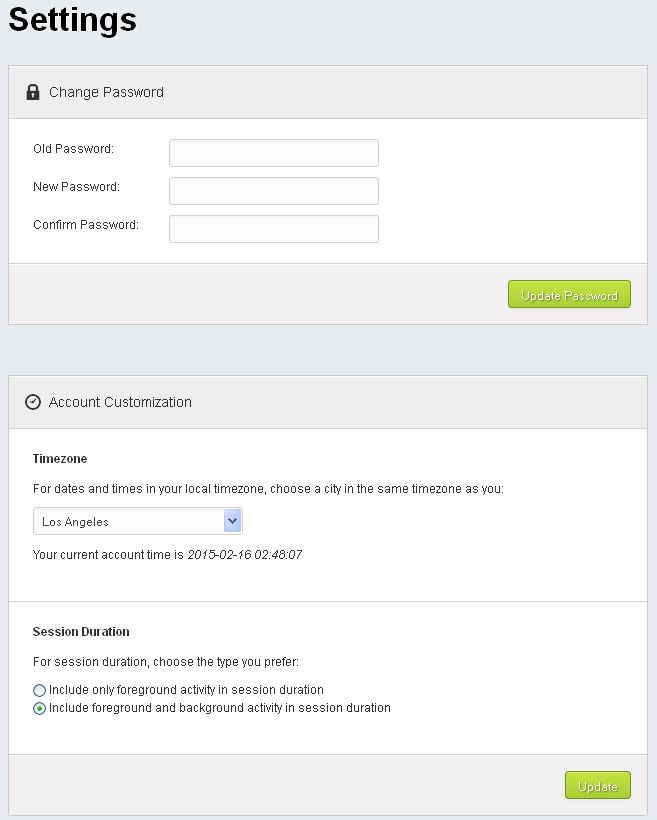 Settings
Change Password
Old Password:
New Password:
Confirm Password:
Update Password
Account Customization
Timezone
For dates and times in your local timezone, choose a city in the same timezone as you:
Los Angeles
Your current account time is 2015-02-16 02:48:07
Session Duration
For session duration, choose the type you prefer:
Include only foreground activity in session duration
Include foreground and background activity in session duration
Update